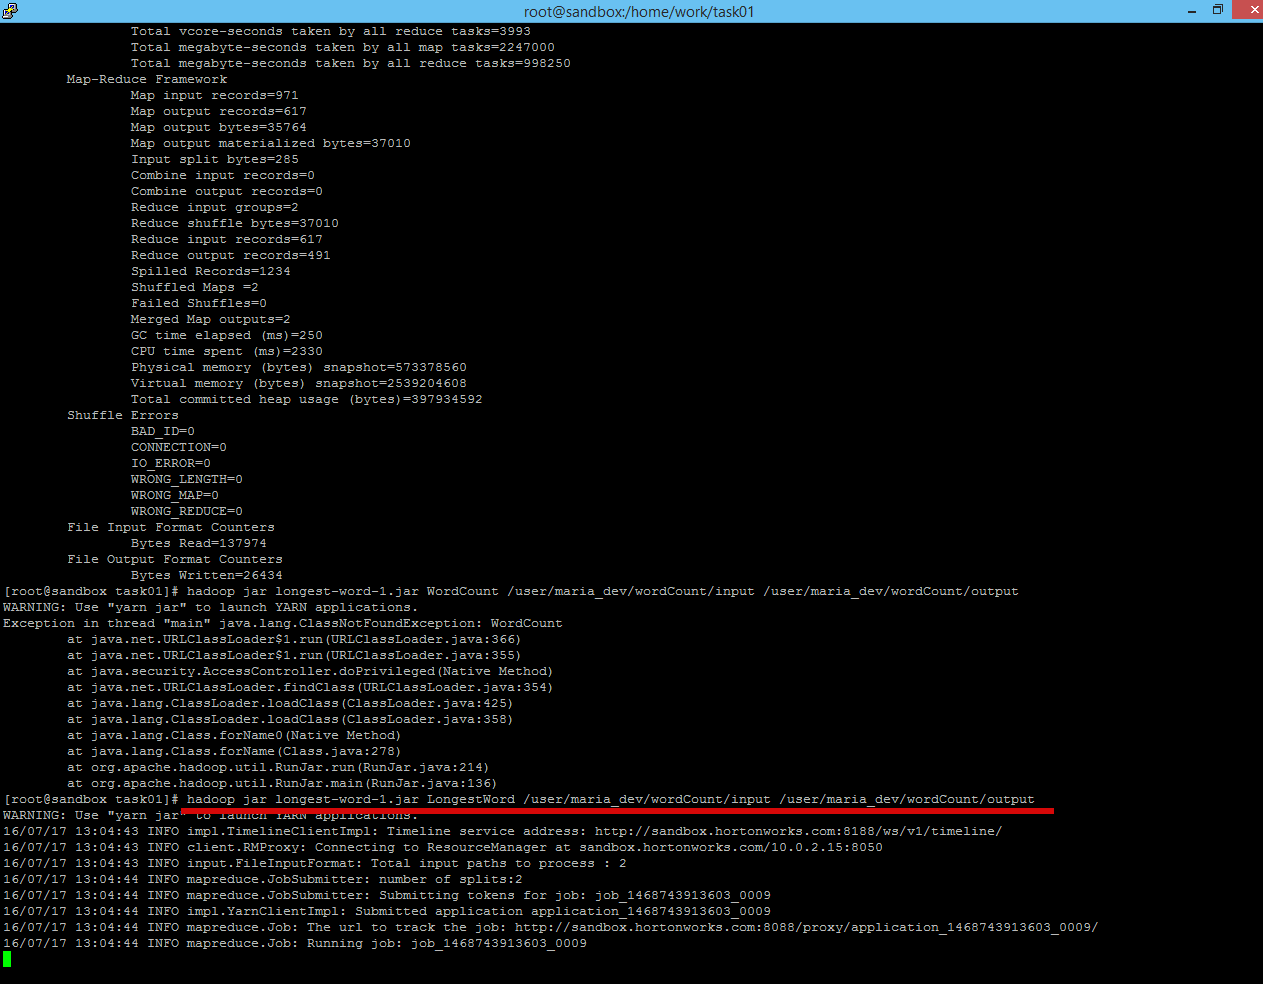 root@sandbox:/home/work/task01
Total vcore-seconds taken by all reduce tasks=3993
Total megabyte-seconds taken by all map tasks=2247000
Total megabyte-seconds taken by all reduce tasks=998250
Map-Reduce Framework
Map input records=971
Map output records=617
Map output bytes=35764
Map output materialized bytes=37010
Input split bytes=285
Combine input records=0
Combine output records=0
Reduce input groups=2
Reduce shuffle bytes=37010
Reduce input records=617
Reduce output records=491
Spilled Records=1234
Shuffled Maps =2
Failed Shuffles=0
Merged Map outputs=2
GC time elapsed (ms)=250
CPU time spent (ms)=2330
Physical memory (bytes) snapshot=573378560
Virtual memory (bytes) snapshot=2539204608
Total committed heap usage (bytes)=397934592
Shuffle Errors
BAD_ID=0
CONNECTION=0
IO_ERROR=0
WRONG_LENGTH=0
WRONG_MAP=0
WRONG_REDUCE=0
File Input Format Counters
Bytes Read=137974
File Output Format Counters
Bytes Written=26434
[root@sandbox task01]# hadoop jar longest-word-1.jar WordCount /user/maria_dev/wordCount/input /user/maria_dev/wordCount/output
WARNING: Use "yarn jar" to launch YARN applications.
Exception in thread "main" java.lang.ClassNotFoundException: WordCount
at java.net.URLClassLoader$1.run(URLClassLoader.java:366)
at java.net.URLClassLoader$1.run(URLClassLoader.java:355)
at java.security.AccessController.doPrivileged(Native Method)
at java.net.URLClassLoader.findClass(URLClassLoader.java:354)
at java.lang.ClassLoader.loadClass(ClassLoader.java:425)
at java.lang.ClassLoader.loadClass(ClassLoader.java:358)
at java.lang.Class.forName0(Native Method)
at java.lang.Class.forName(Class.java:278)
at org.apache.hadoop.util.RunJar.run(RunJar.java:214)
at org.apache.hadoop.util.RunJar.main(RunJar.java:136)
[root@sandbox task01]# hadoop jar longest-word-1.jar LongestWord /user/maria_dev/wordCount/input /user/maria_dev/wordCount/output
WARNING: Use "yarn jar" to launch YARN applications.
16/07/17 13:04:43 INFO impl.TimelineClientImpl: Timeline service address: http://sandbox.hortonworks.com:8188/ws/v1/timeline/
16/07/17 13:04:43 INFO client.RMProxy: Connecting to ResourceManager at sandbox.hortonworks.com/10.0.2.15:8050
16/07/17 13:04:43 INFO input.FileInputFormat: Total input paths to process : 2
16/07/17 13:04:44 INFO mapreduce.JobSubmitter: number of splits:2
16/07/17 13:04:44 INFO mapreduce.JobSubmitter: Submitting tokens for job: job_1468743913603_0009
16/07/17 13:04:44 INFO impl.YarnClientImpl: Submitted application application_1468743913603_0009
16/07/17 13:04:44 INFO mapreduce.Job: The url to track the job: http://sandbox.hortonworks.com:8088/proxy/application_1468743913603_0009/
16/07/17 13:04:44 INFO mapreduce.Job: Running job: job_1468743913603_0009